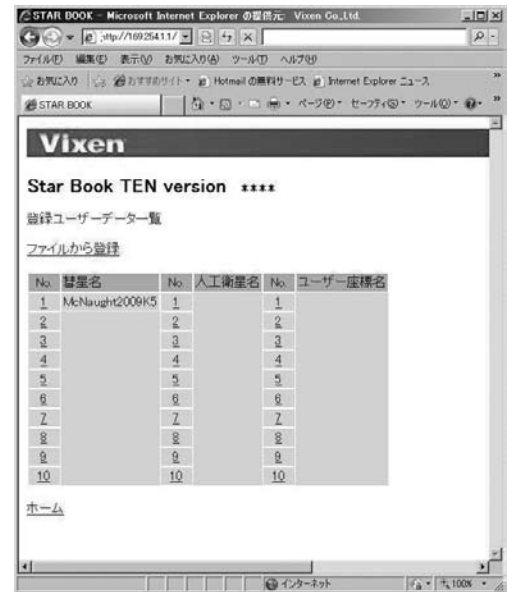 STAR BOOK - Microsoft Internet Explorer の提供元: Vixen Co.,Ltd.
ファイル(F) 編集(E) 表示(V) お気に入り(A) ツール(T) ヘルプ(H)
お気に入り おすすめサイト Hotmail の無料サービス Internet Explorer ニュース
STAR BOOK ページ(P) セーフティ(S) ツール(O)
Vixen
Star Book TEN version ****
登録ユーザーデーター覧
ファイルから登録
No. 彗星名 No. 人工衛星名 No. ユーザー座標名
1 McNaught2009K5 1 1
2 2 2
3 3 3
4 4 4
5 5 5
6 6 6
7 7 7
8 8 8
9 9 9
10 10 10
ホーム
インターネット 100%